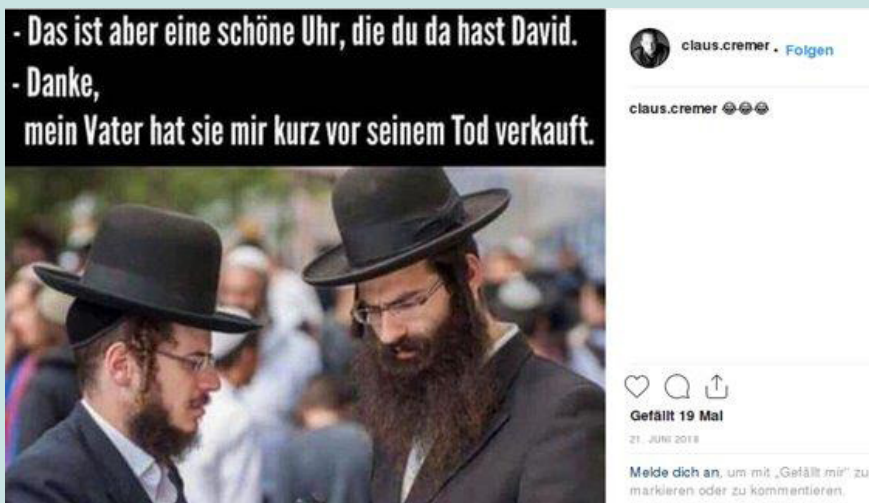 - Das ist aber eine schöne Uhr, die du da hast David.
- Danke,
mein Vater hat sie mir kurz vor seinem Tod verkauft.
claus.cremer • Folgen
claus.cremer 😂😂😂
Gefällt 19 Mal
21. JUNI 2018
Melde dich an, um mit „Gefällt mir" zu
markieren oder zu kommentieren.